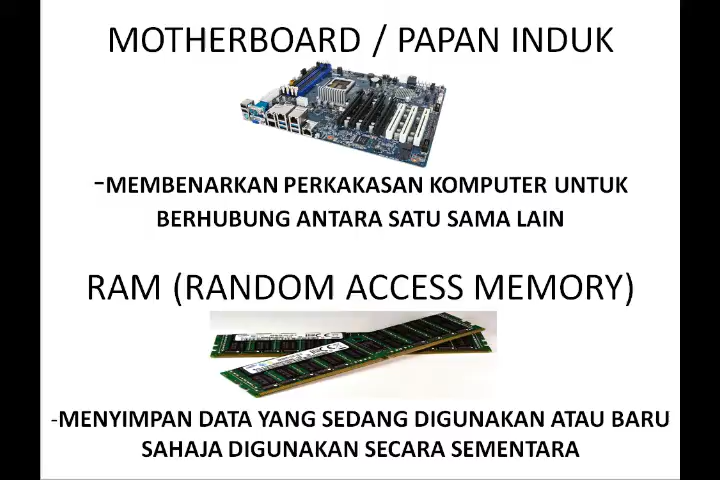 MOTHERBOARD / PAPAN INDUK
-MEMBENARKAN PERKAKASAN KOMPUTER UNTUK
BERHUBUNG ANTARA SATU SAMA LAIN
RAM (RANDOM ACCESS MEMORY)
-MENYIMPAN DATA YANG SEDANG DIGUNAKAN ATAU BARU
SAHAJA DIGUNAKAN SECARA SEMENTARA